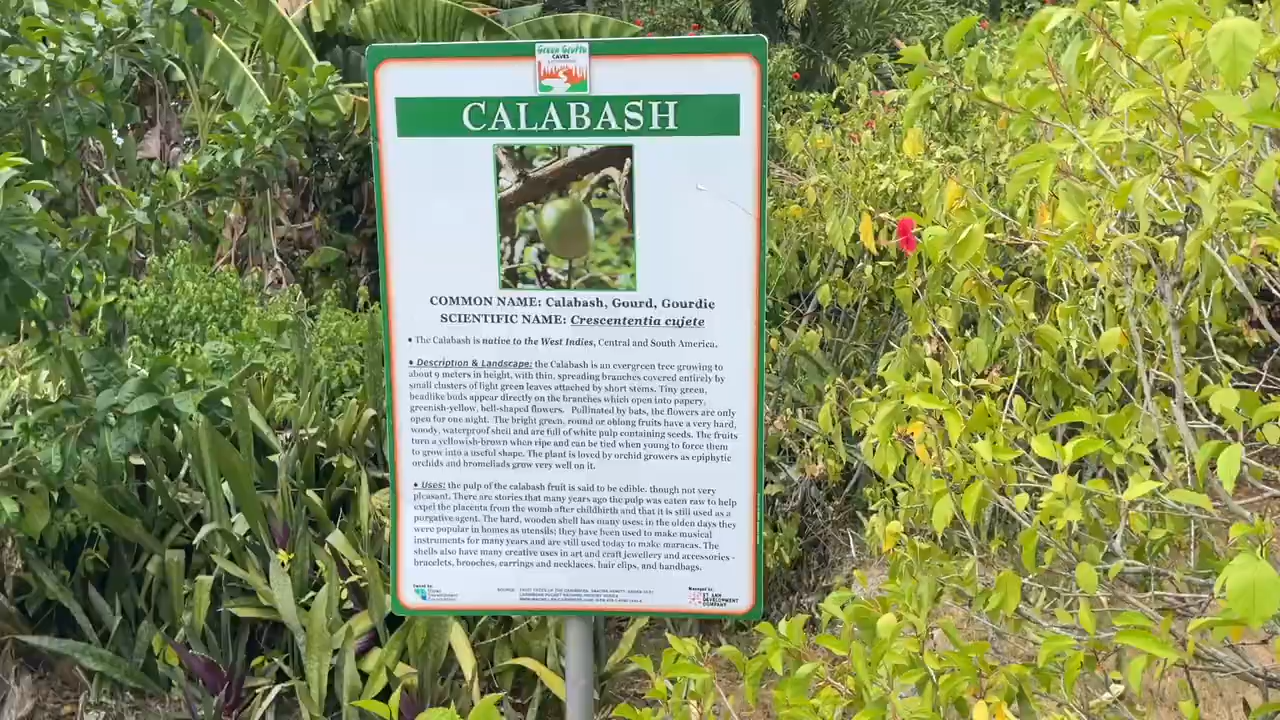 Green Grotto
CAVES
CALABASH
COMMON NAME: Calabash, Gourd, Gourdie
SCIENTIFIC NAME: Crescententia cujete
• The Calabash is native to the West Indies, Central and South America.
• Description & Landscape: the Calabash is an evergreen tree growing to
about 9 meters in height, with thin, spreading branches covered entirely by
small clusters of light green leaves attached by short stems. Tiny green,
beadlike buds appear directly on the branches which open into papery,
greenish-yellow, bell-shaped flowers. Pollinated by bats, the flowers are only
open for one night. The bright green, round or oblong fruits have a very hard,
woody, waterproof shell and are full of white pulp containing seeds. The fruits
turn a yellowish-brown when ripe and can be tied when young to force them
to grow into a useful shape. The plant is loved by orchid growers as epiphytic
orchids and bromeliads grow very well on it.
• Uses: the pulp of the calabash fruit is said to be edible, though not very
pleasant. There are stories that many years ago the pulp was eaten raw to help
expel the placenta from the womb after childbirth and that it is still used as a
purgative agent. The hard, wooden shell has many uses: in the olden days they
were popular in homes as utensils; they have been used to make musical
instruments for many years and are still used today to make maracas. The
shells also have many creative uses in art and craft jewellery and accessories -
bracelets, brooches, earrings and necklaces, hair clips, and handbags.
Owned by:
SOURCE:
Managed by:
ST. ANN
DEVELOPMENT
COMPANY